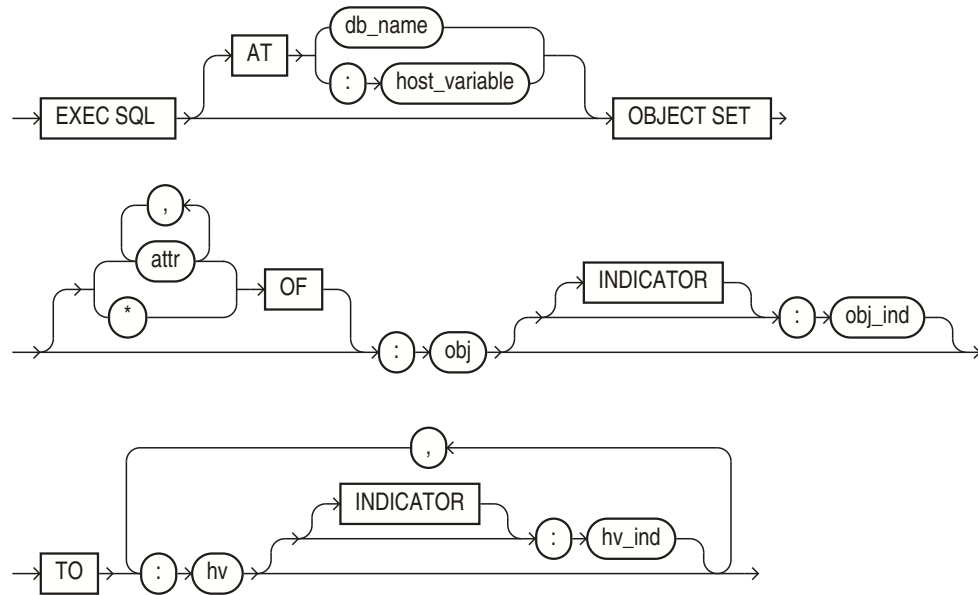 db_name
AT
: host_variable
EXEC SQL OBJECT SET
,
attr
* OF INDICATOR
: obj : obj_ind
,
INDICATOR
TO : hv : hv_ind